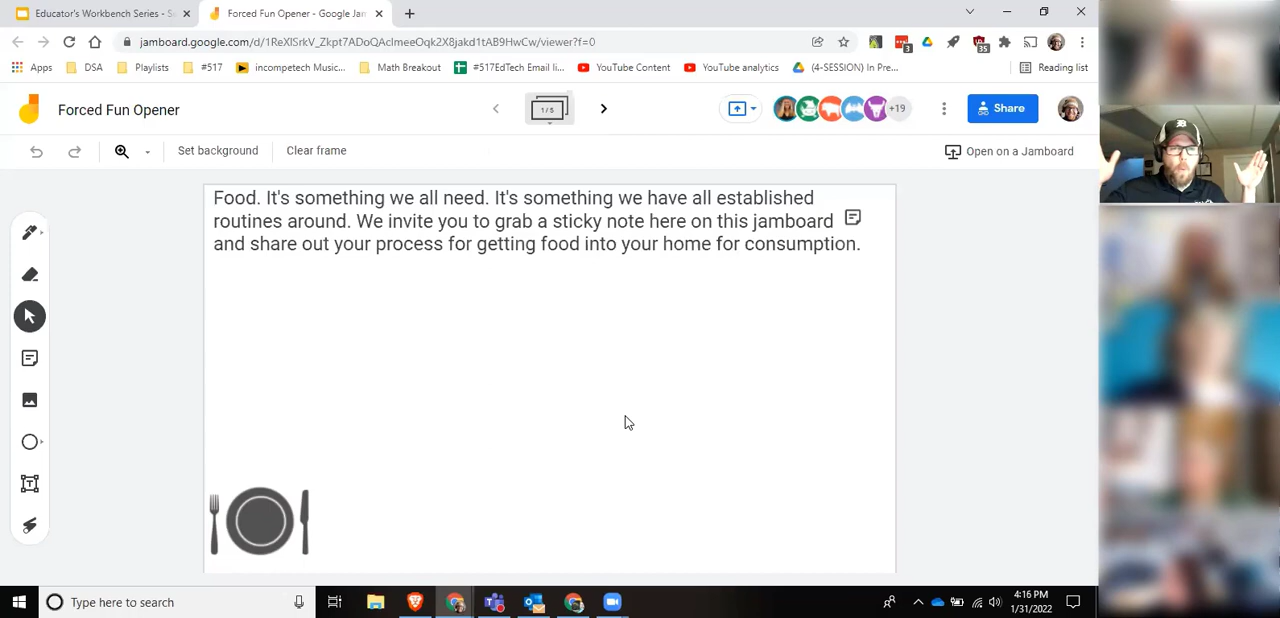 Educator's Workbench Series - S
Forced Fun Opener - Google Jam
jamboard.google.com/d/
/viewer?f=0
3
35
Apps
DSA
Playlists
#517
incompetech Music...
Math Breakout
#517EdTech Email li...
YouTube Content
YouTube analytics
(4-SESSION) In Pre...
Reading list
Forced Fun Opener
1/5
+19
Share
Set background
Clear frame
Open on a Jamboard
Food. It's something we all need. It's something we have all established
routines around. We invite you to grab a sticky note here on this jamboard
and share out your process for getting food into your home for consumption.
Type here to search
4:16 PM
1/31/2022